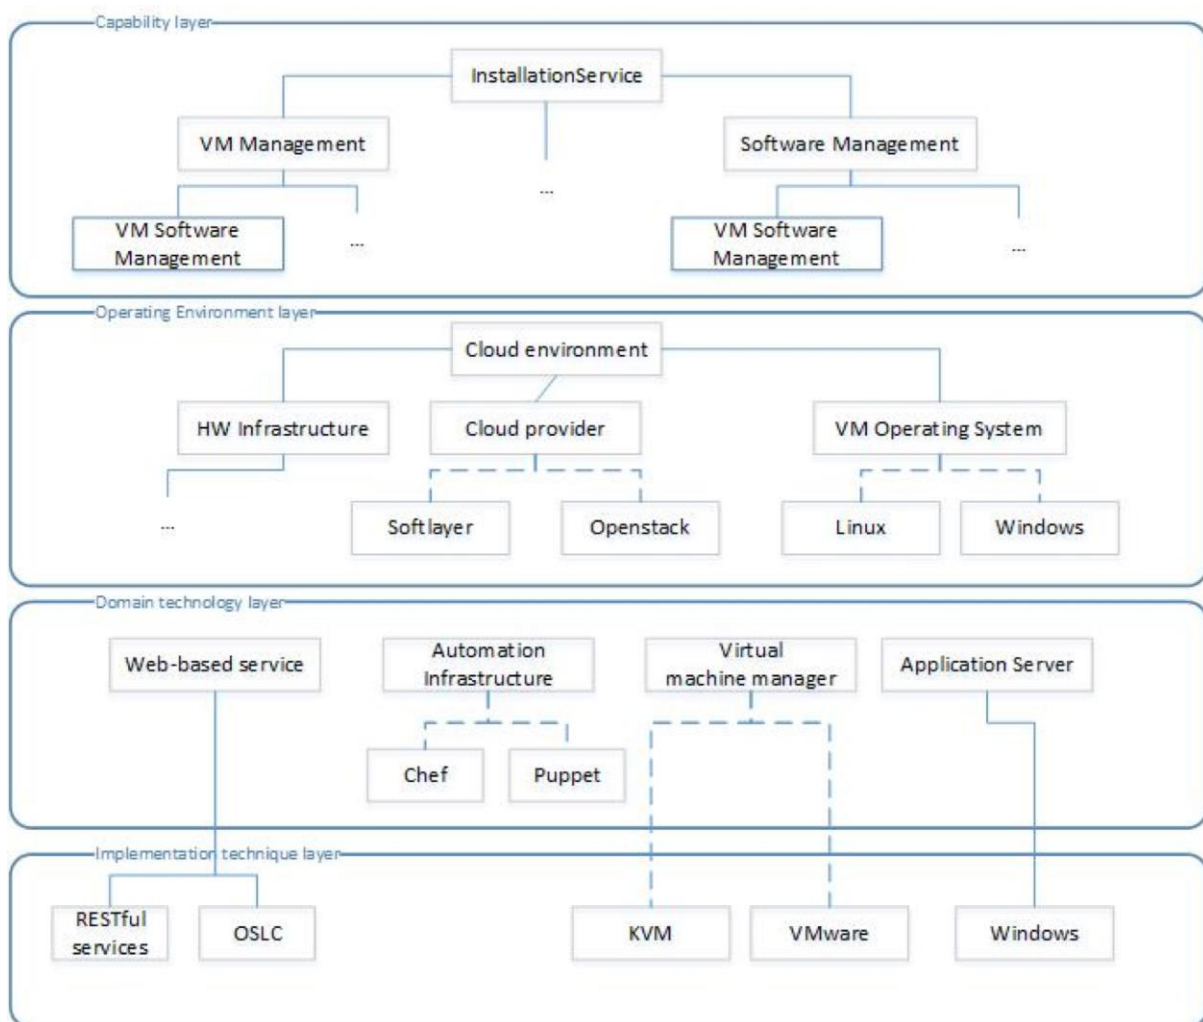 Capability layer
InstallationService
VM Management
Software Management
...
VM Software
Management
...
VM Software
Management
...
Operating Environment layer
Cloud environment
HW Infrastructure
Cloud provider
VM Operating System
...
Softlayer
Openstack
Linux
Windows
Domain technology layer
Web-based service
Automation
Infrastructure
Virtual
machine manager
Application Server
Chef
Puppet
Implementation technique layer
RESTful
services
OSLC
KVM
VMware
Windows